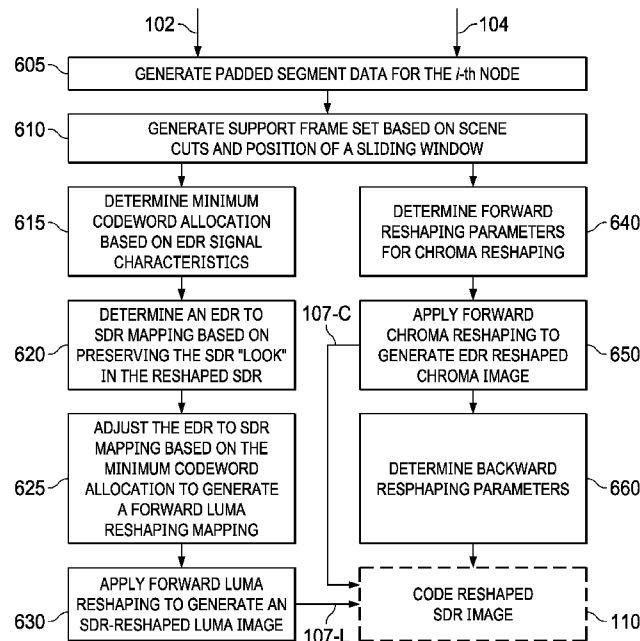 102
104
605
GENERATE PADDED SEGMENT DATA FOR THE i-th NODE
610
GENERATE SUPPORT FRAME SET BASED ON SCENE
CUTS AND POSITION OF A SLIDING WINDOW
615
DETERMINE MINIMUM
CODEWORD ALLOCATION
BASED ON EDR SIGNAL
CHARACTERISTICS
DETERMINE FORWARD
RESHAPING PARAMETERS
FOR CHROMA RESHAPING
640
620
DETERMINE AN EDR TO
SDR MAPPING BASED ON
PRESERVING THE SDR "LOOK"
IN THE RESHAPED SDR
107-C
APPLY FORWARD
CHROMA RESHAPING TO
GENERATE EDR RESHAPED
CHROMA IMAGE
650
625
ADJUST THE EDR TO SDR
MAPPING BASED ON THE
MINIMUM CODEWORD
ALLOCATION TO GENERATE
A FORWARD LUMA
RESHAPING MAPPING
DETERMINE BACKWARD
RESPHAPING PARAMETERS
660
630
APPLY FORWARD LUMA
RESHAPING TO GENERATE AN
SDR-RESHAPED LUMA IMAGE
107-L
CODE RESHAPED
SDR IMAGE
110